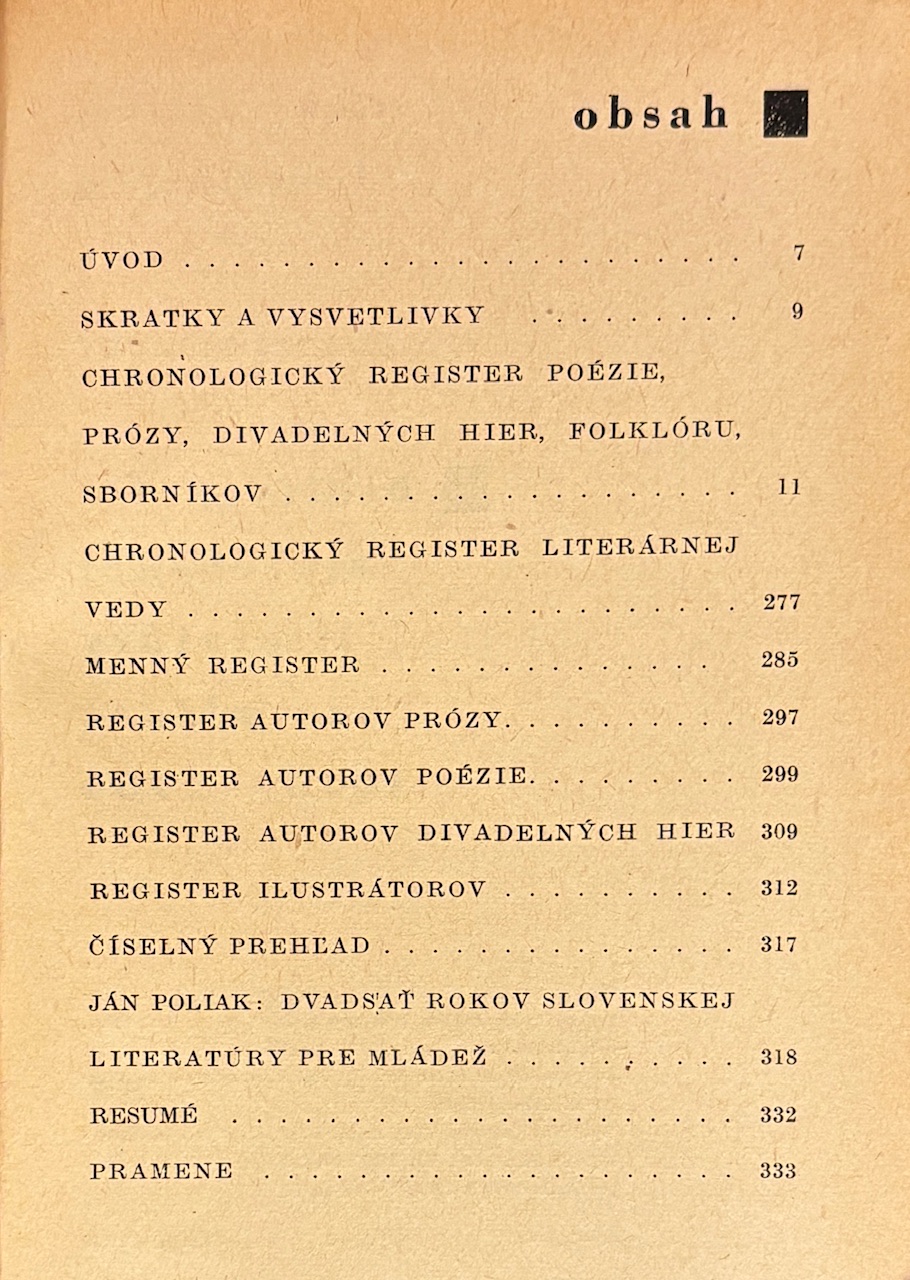 obsah
ÚVOD . . . . . . . . . . . . . . . . . . . . . . . 7
SKRATKY A VYSVETLIVKY . . . . . . . . . 9
CHRONOLOGICKÝ REGISTER POÉZIE,
PRÓZY, DIVADELNÝCH HIER, FOLKLÓRU,
SBORNÍKOV . . . . . . . . . . . . . . . . . . . 11
CHRONOLOGICKÝ REGISTER LITERÁRNEJ
VEDY . . . . . . . . . . . . . . . . . . . . . . . 277
MENNÝ REGISTER . . . . . . . . . . . . . . 285
REGISTER AUTOROV PRÓZY. . . . . . . . . . 297
REGISTER AUTOROV POÉZIE. . . . . . . . . 299
REGISTER AUTOROV DIVADELNÝCH HIER 309
REGISTER ILUSTRÁTOROV . . . . . . . . . . 312
ČÍSELNÝ PREHĽAD . . . . . . . . . . . . . . . 317
JÁN POLIAK: DVADSAŤ ROKOV SLOVENSKEJ
LITERATÚRY PRE MLÁDEŽ . . . . . . . . . . 318
RESUMÉ . . . . . . . . . . . . . . . . . . . . . 332
PRAMENE . . . . . . . . . . . . . . . . . . . . 333